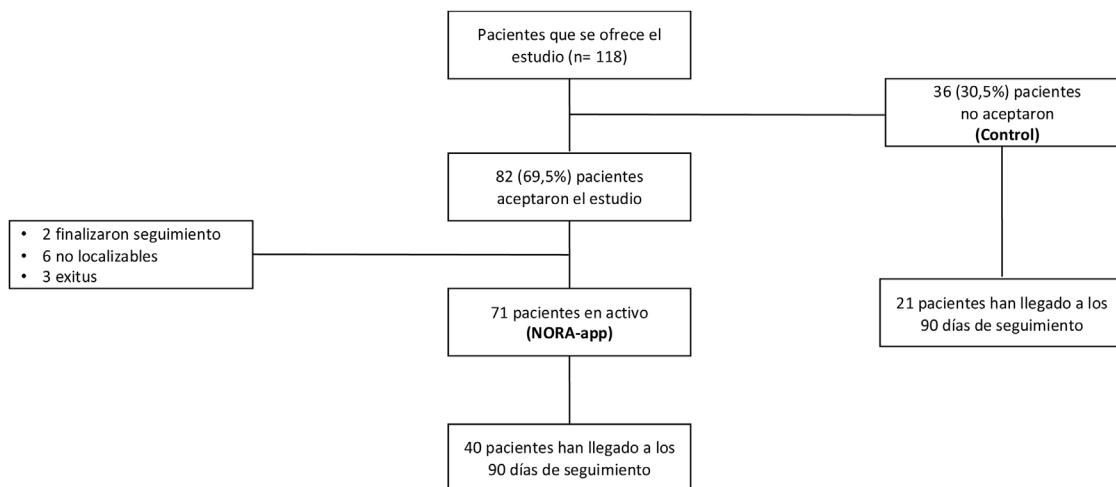 Pacientes que se ofrece el
estudio (n= 118)
36 (30,5%) pacientes
no aceptaron
(Control)
82 (69,5%) pacientes
aceptaron el estudio
• 2 finalizaron seguimiento
• 6 no localizables
• 3 exitus
71 pacientes en activo
(NORA-app)
21 pacientes han llegado a los
90 días de seguimiento
40 pacientes han llegado a los
90 días de seguimiento